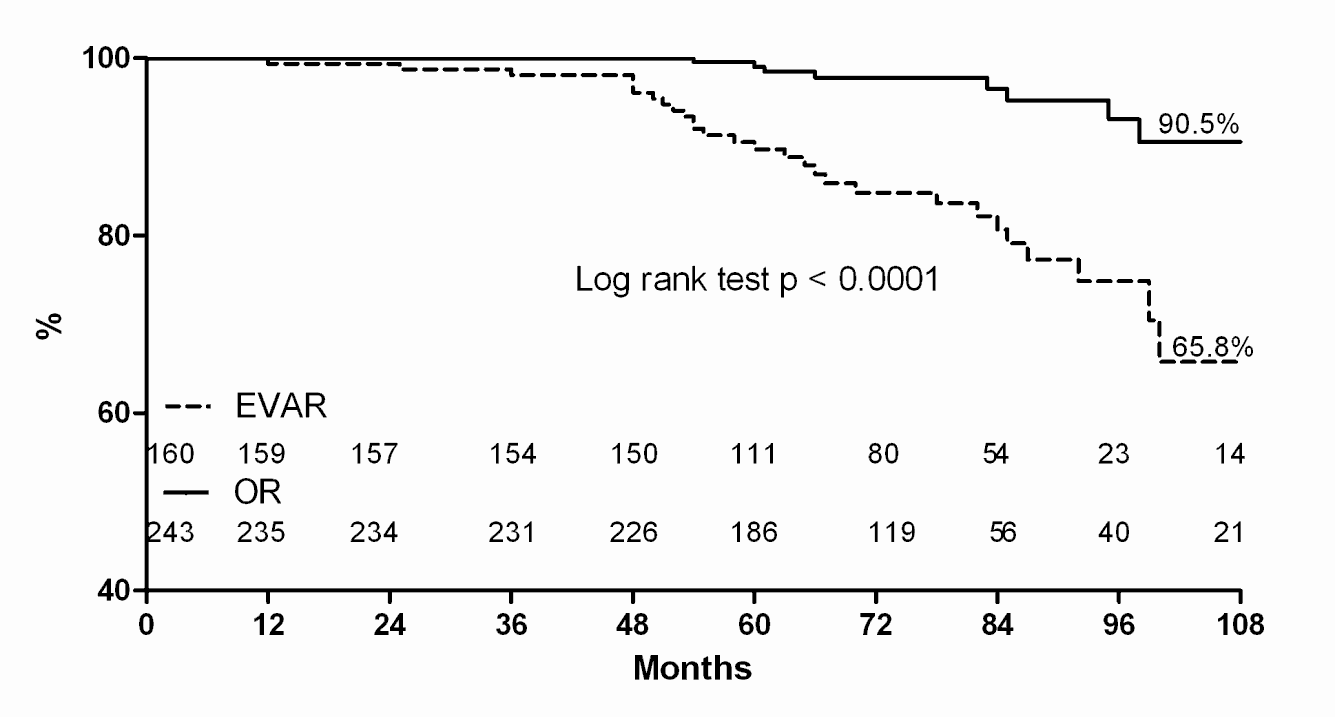 100
90.5%
80
Log rank test p < 0.0001
%
65.8%
60
EVAR
160 159 157 154 150 111 80 54 23 14
OR
243 235 234 231 226 186 119 56 40 21
40
0 12 24 36 48 60 72 84 96 108
Months